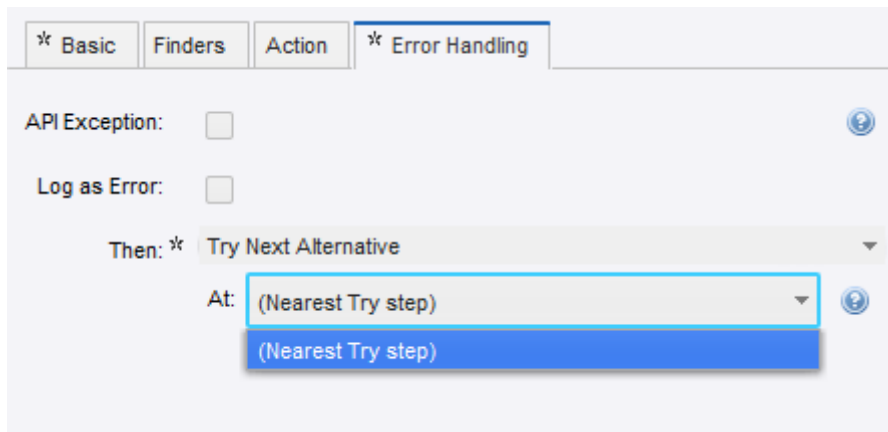 * Basic Finders Action * Error Handling
API Exception:
Log as Error:
Then: * Try Next Alternative
At: (Nearest Try step)
(Nearest Try step)